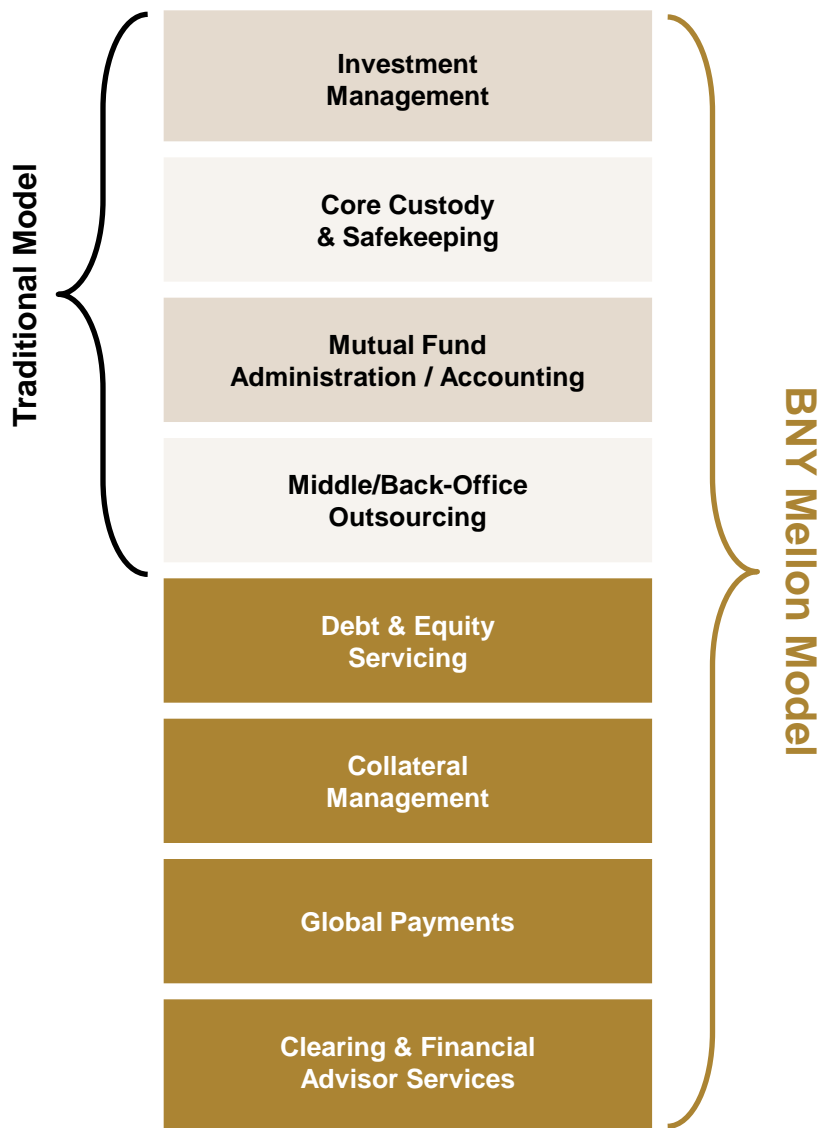 Traditional Model
Investment
Management
Core Custody
& Safekeeping
Mutual Fund
Administration / Accounting
Middle/Back-Office
Outsourcing
Debt & Equity
Servicing
Collateral
Management
Global Payments
Clearing & Financial
Advisor Services
BNY Mellon Model